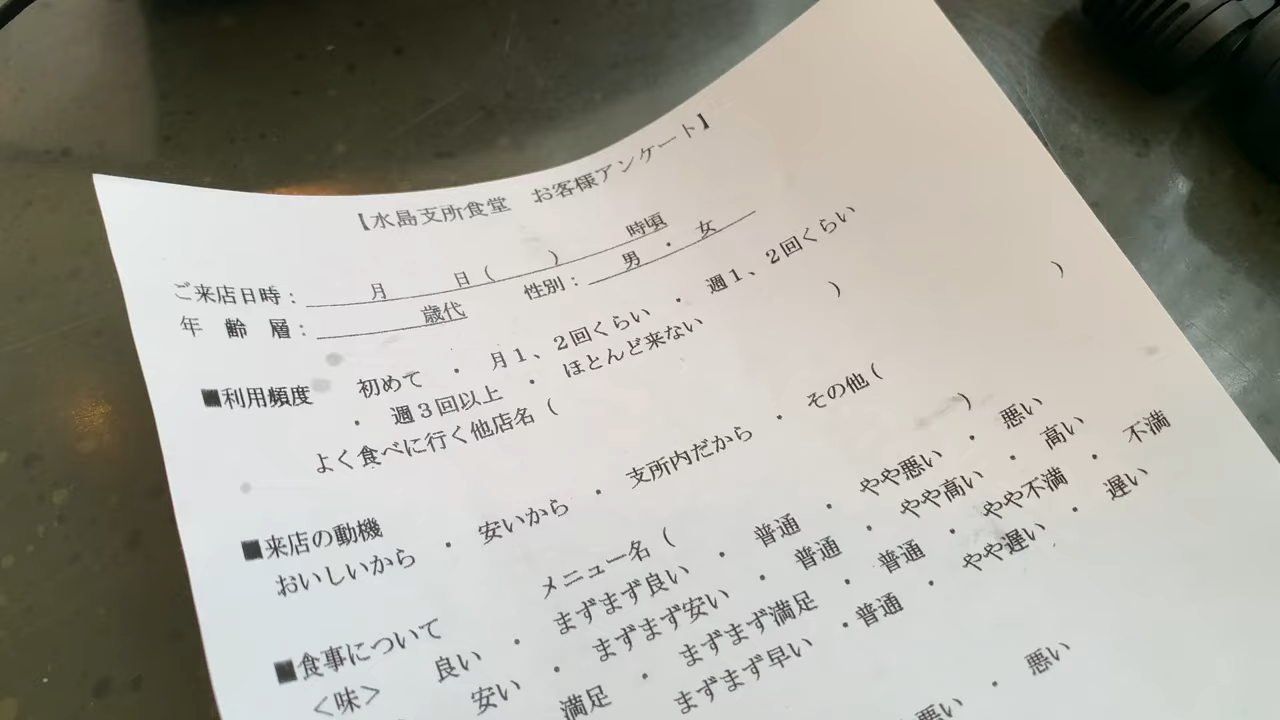 【水島支所食堂　お客様アンケート】
ご来店日時：　　月　　日（　　）　　時頃
年　齢　層：　　歳代　　性別：　男　・　女
■利用頻度　初めて　・　月１、２回くらい　・　週１、２回くらい
・　週３回以上　・　ほとんど来ない
よく食べに行く他店名（　　）
■来店の動機
おいしいから　・　安いから　・　支所内だから　・　その他（　　）
■食事について
メニュー名（　　）
＜味＞　良い　・　まずまず良い　・　普通　・　やや悪い　・　悪い
安い　・　まずまず安い　・　普通　・　やや高い　・　高い
満足　・　まずまず満足　・　普通　・　やや不満　・　不満
まずまず早い　・普通　・　やや遅い　・　遅い
悪い　・　悪い